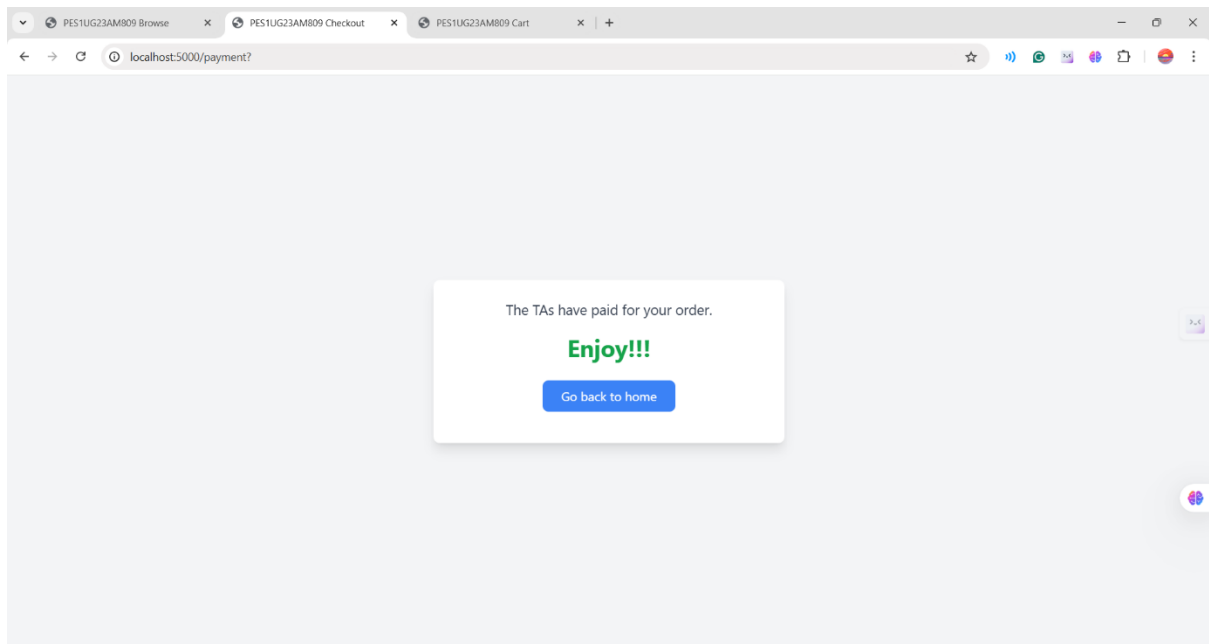 PES1UG23AM809 Browse
PES1UG23AM809 Checkout
PES1UG23AM809 Cart
localhost:5000/payment?
The TAs have paid for your order.
Enjoy!!!
Go back to home